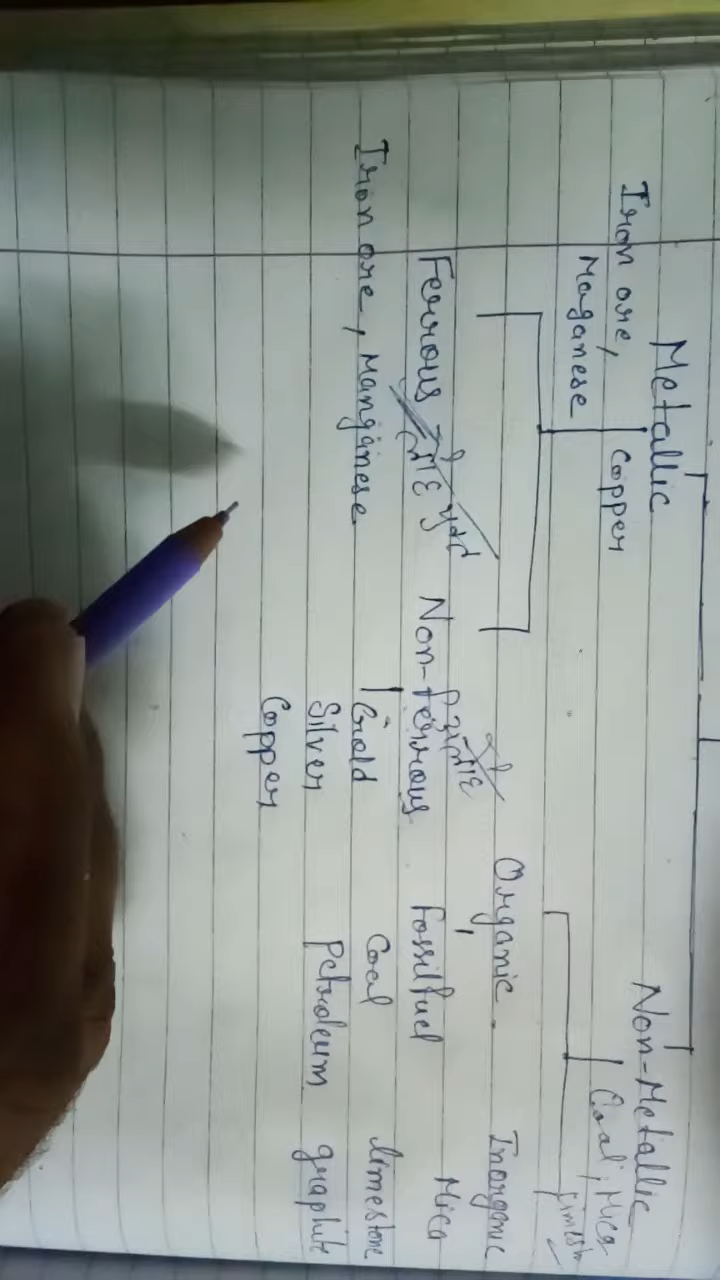 Metallic
Non-Metallic
Iron ore,
Manganese
Copper
Coal, Mica
Ferrous
Non-Ferrous
Organic
Inorganic
Iron ore, Manganese
Gold
Silver
Copper
Fossil fuel
Coal
Petroleum
Mica
limestone
graphite